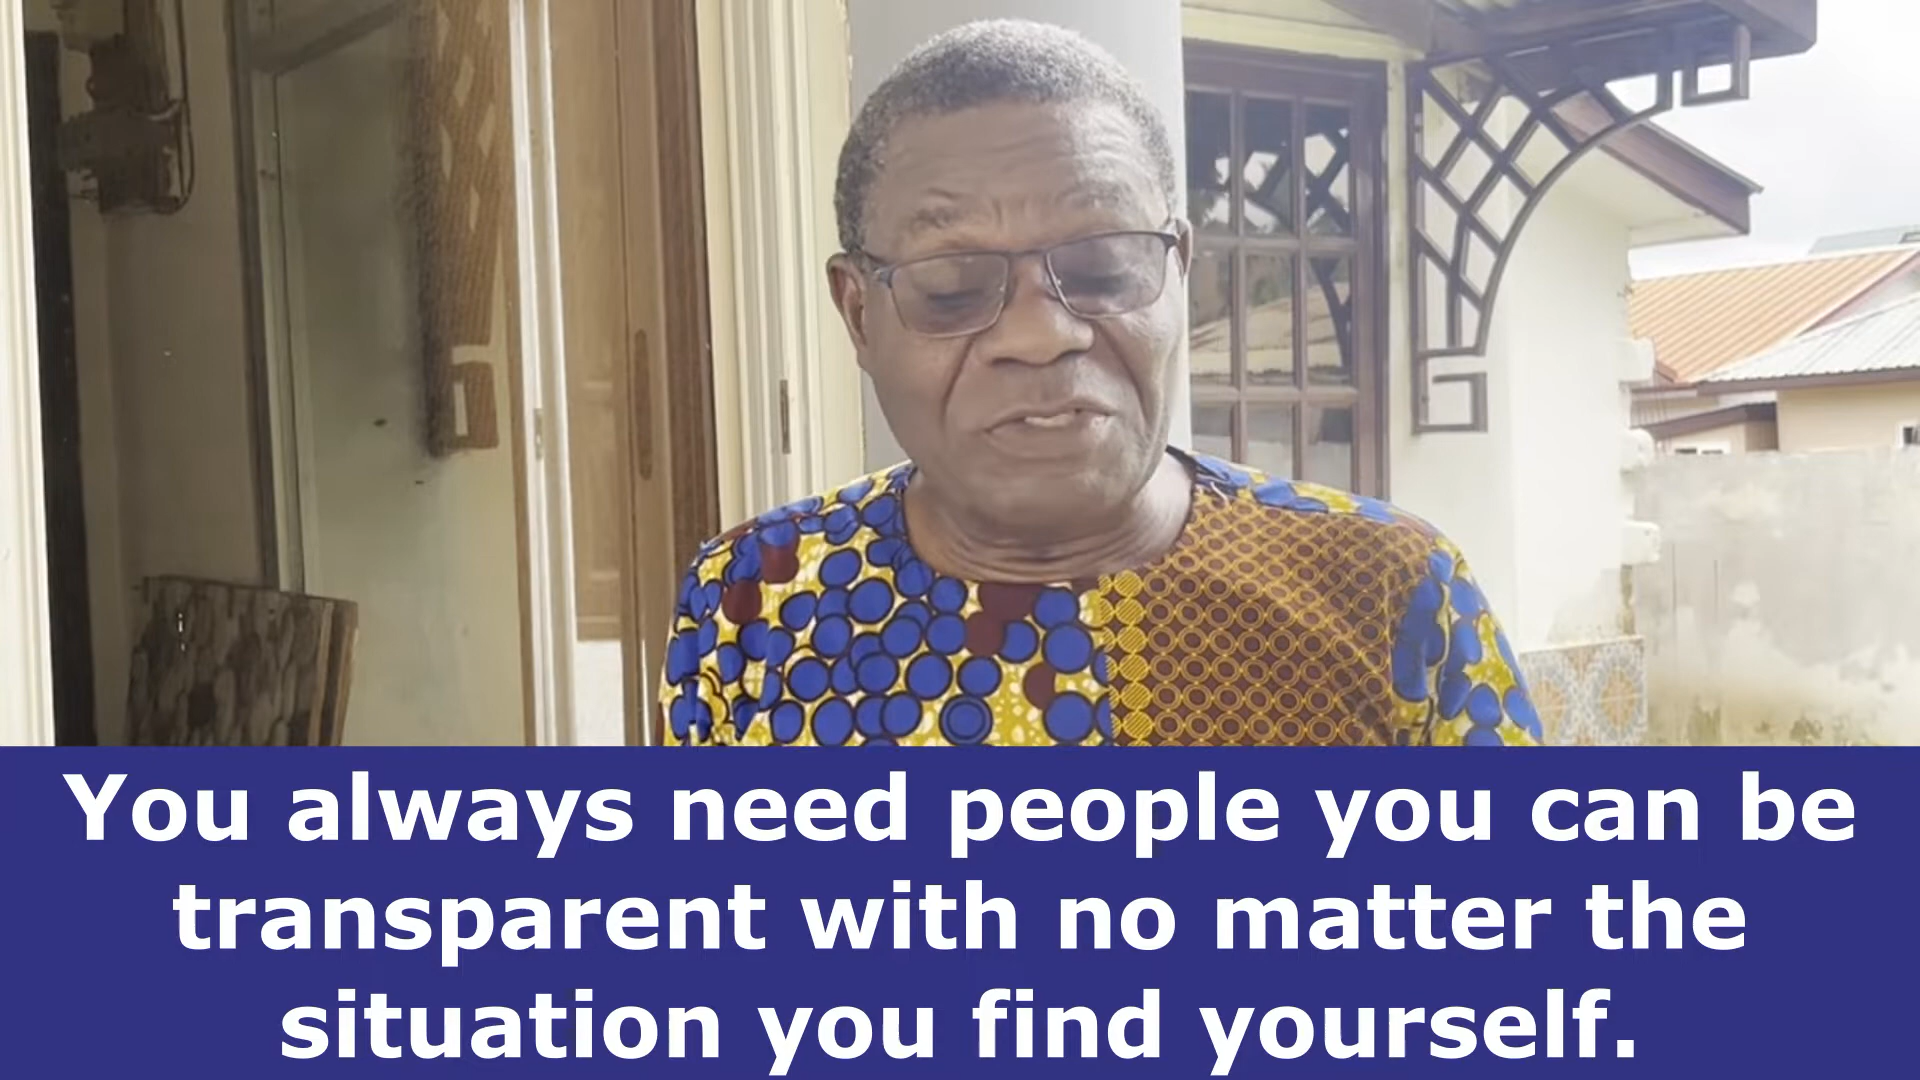 You always need people you can be
transparent with no matter the
situation you find yourself.